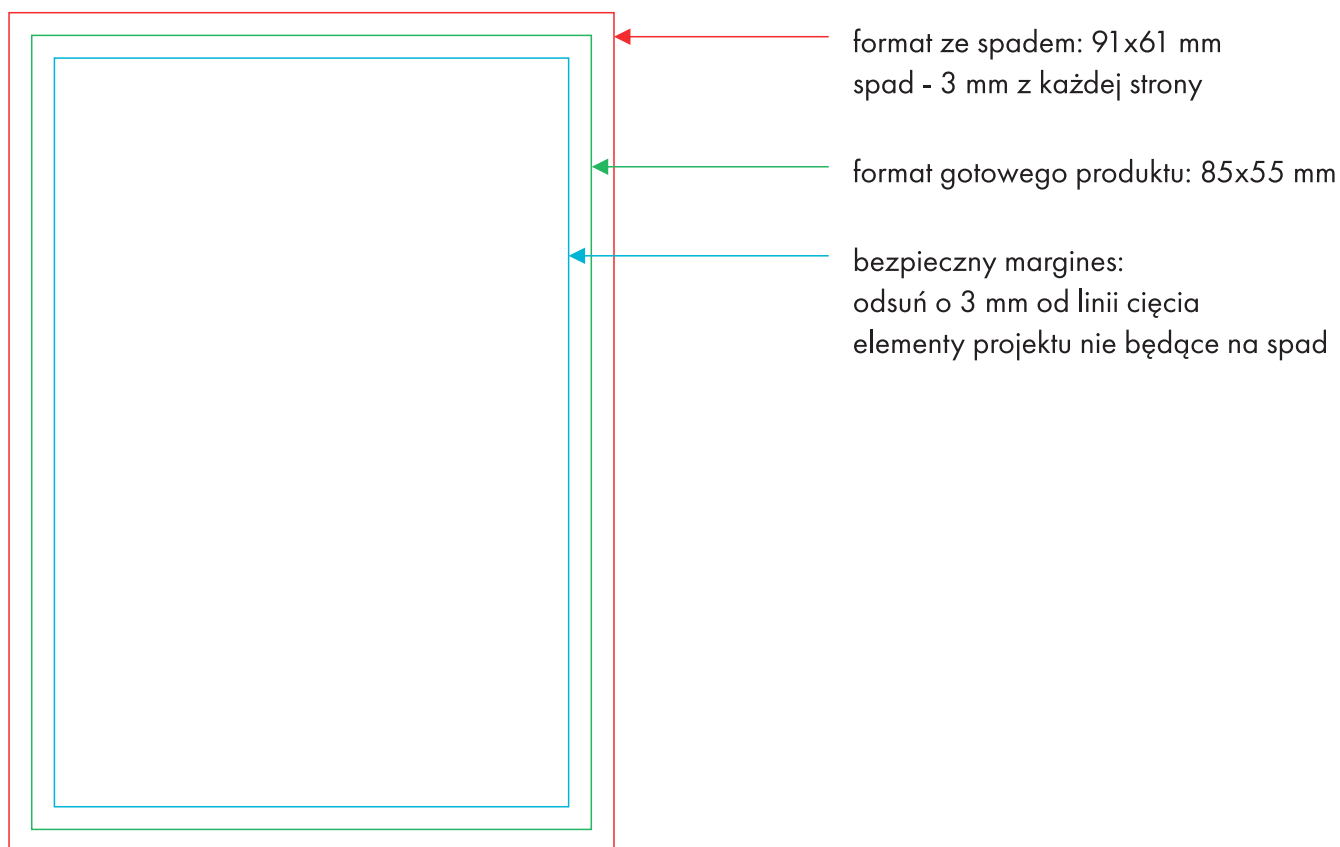 format ze spadem: 91x61 mm
spad - 3 mm z każdej strony
format gotowego produktu: 85x55 mm
bezpieczny margines:
odsuń o 3 mm od linii cięcia
elementy projektu nie będące na spad